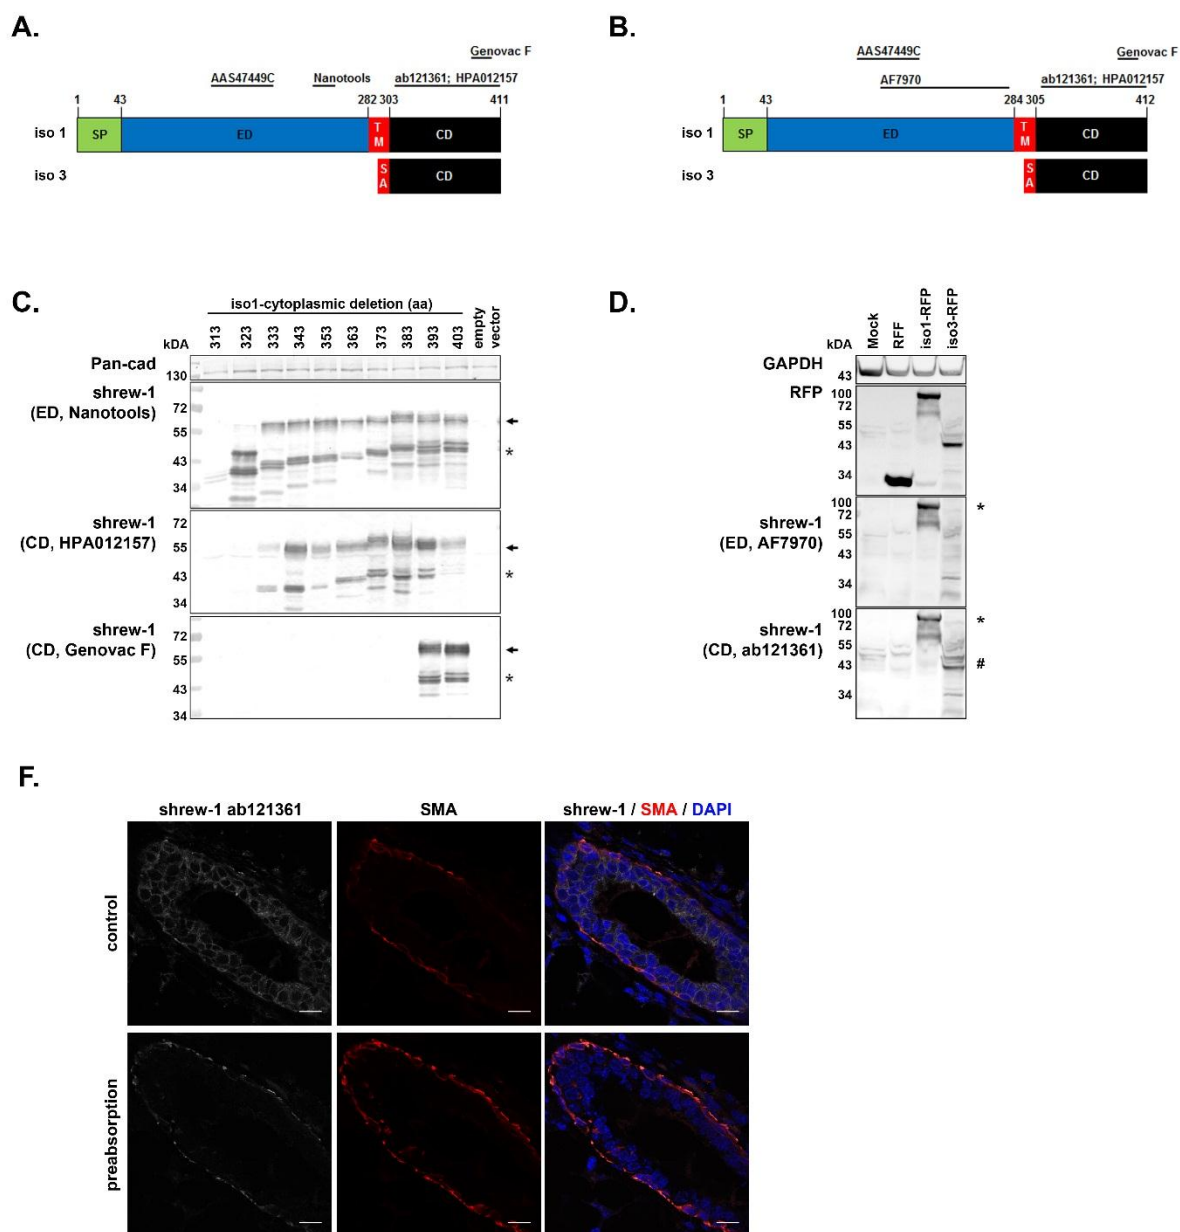 A.
Genovac F
AAS47449C Nanotools ab121361; HPA012157
1 43 282 303 411
iso 1 SP ED TM CD
iso 3 SA CD
B.
AAS47449C Genovac F
AF7970 ab121361; HPA012157
1 43 284 305 412
iso 1 SP ED TM CD
iso 3 SA CD
C.
iso1-cytoplasmic deletion (aa)
kDA 313 323 333 343 353 363 373 383 393 403 empty vector
Pan-cad
130
shrew-1
(ED, Nanotools)
72
55
43
34
*
shrew-1
(CD, HPA012157)
72
55
43
34
*
shrew-1
(CD, Genovac F)
72
55
43
34
*
D.
kDA Mock RFF iso1-RFP iso3-RFP
GAPDH
43
RFP
100
72
55
43
34
shrew-1
(ED, AF7970)
100
72
55
43
34
*
shrew-1
(CD, ab121361)
100
72
55
43
34
*
#
F.
shrew-1 ab121361 SMA shrew-1 / SMA / DAPI
control
preabsorption